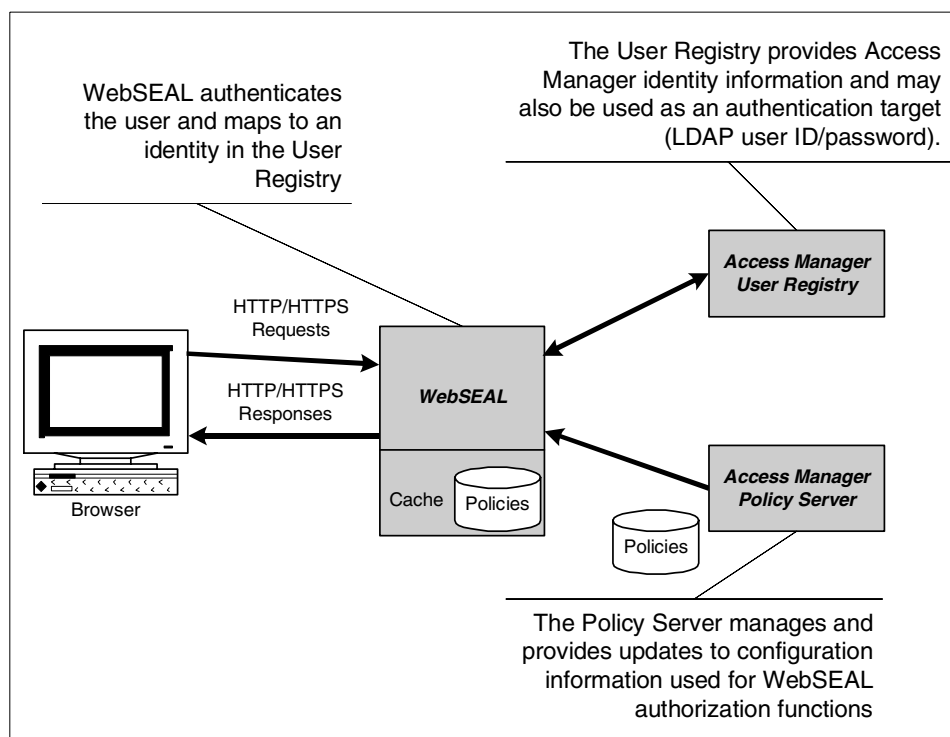 The User Registry provides Access
Manager identity information and may
also be used as an authentication target
(LDAP user ID/password).
WebSEAL authenticates
the user and maps to an
identity in the User
Registry
Access Manager
User Registry
HTTP/HTTPS
Requests
HTTP/HTTPS
Responses
WebSEAL
Browser
Cache
Policies
Access Manager
Policy Server
Policies
The Policy Server manages and
provides updates to configuration
information used for WebSEAL
authorization functions